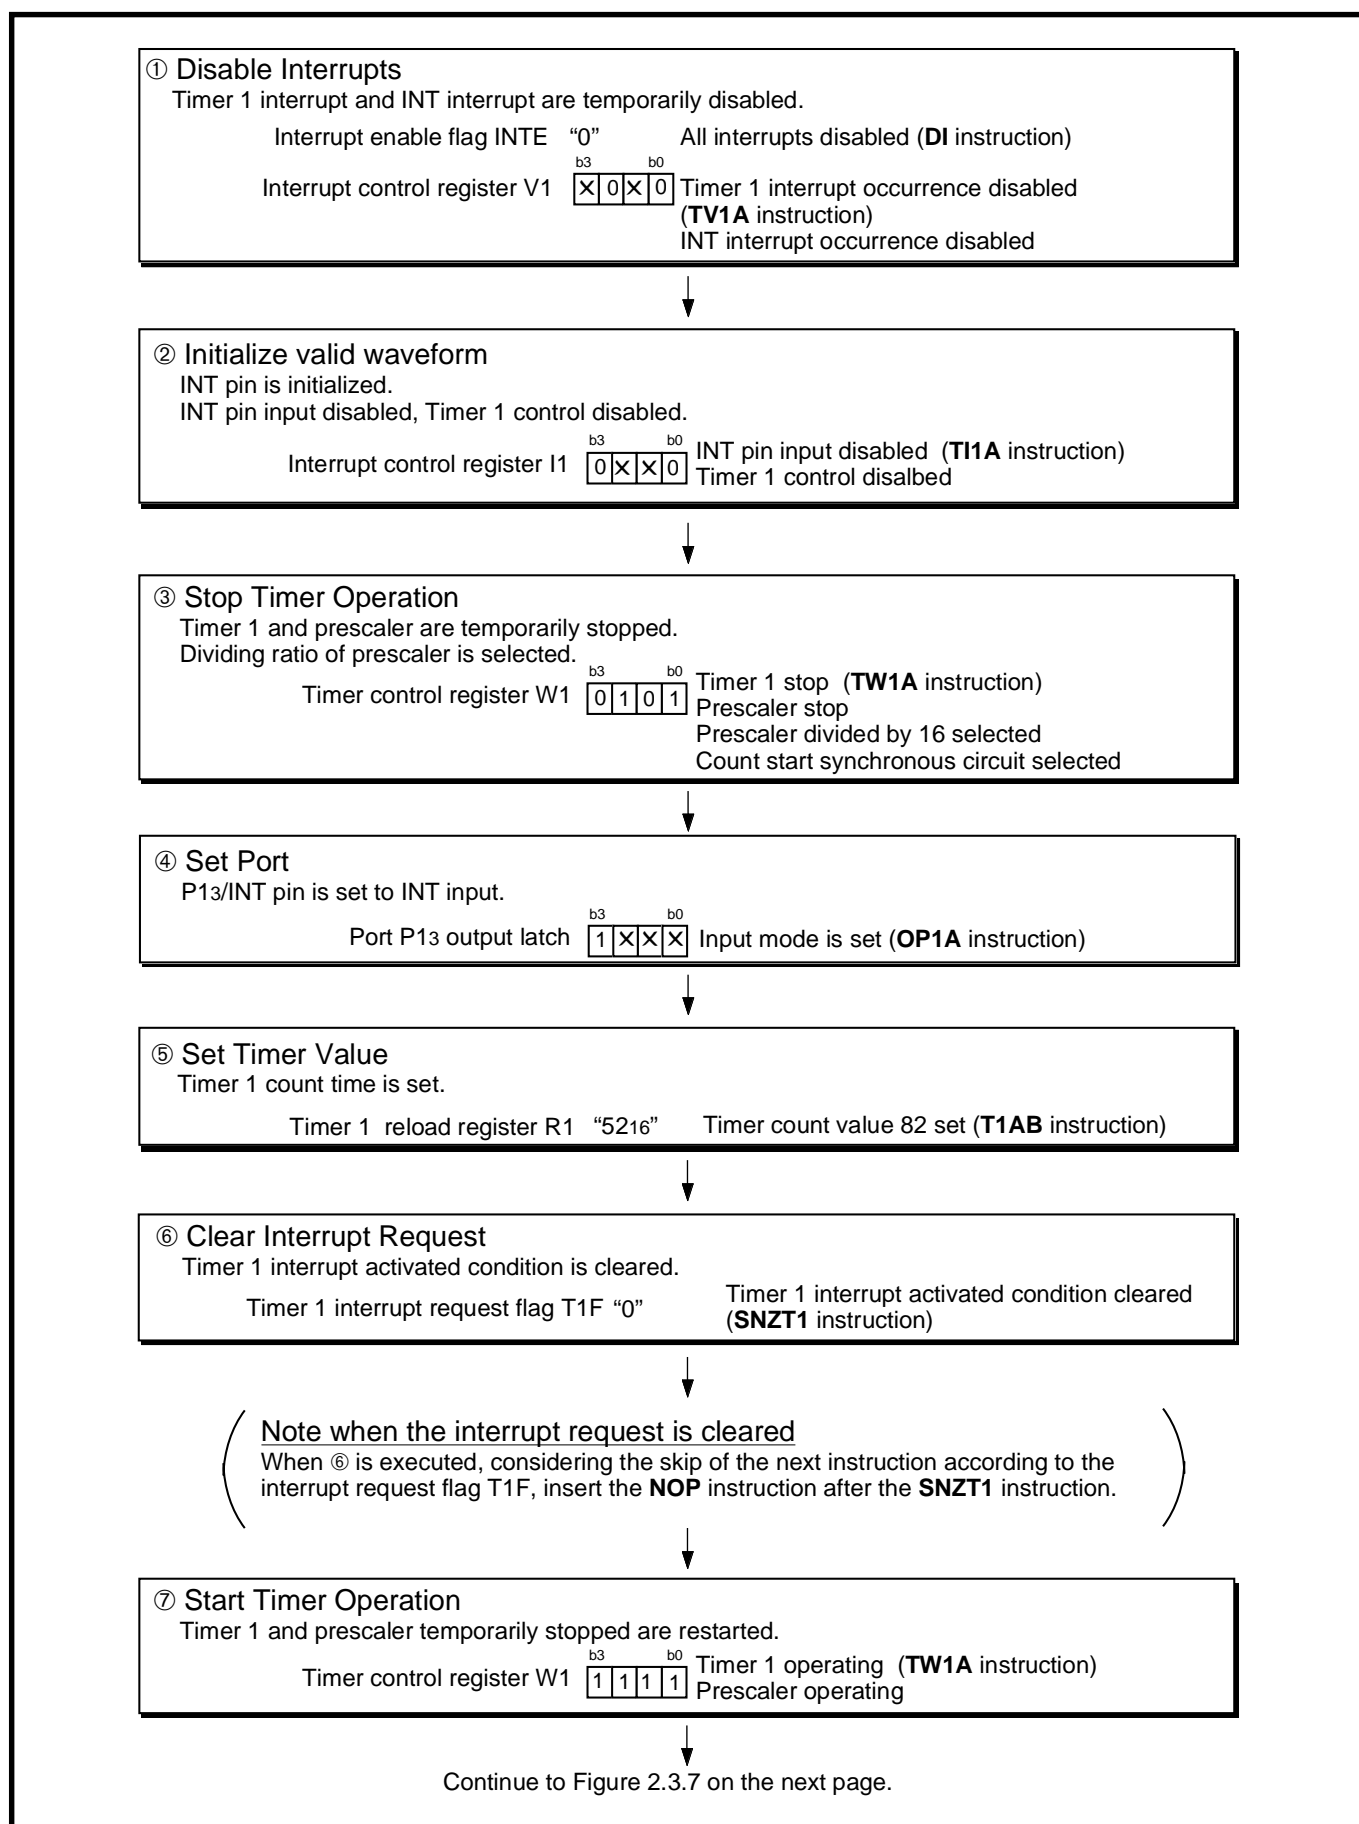 ① Disable Interrupts
Timer 1 interrupt and INT interrupt are temporarily disabled.
Interrupt enable flag INTE “0” All interrupts disabled (DI instruction)
b3 b0
Interrupt control register V1 ×0×0 Timer 1 interrupt occurrence disabled
(TV1A instruction)
INT interrupt occurrence disabled
② Initialize valid waveform
INT pin is initialized.
INT pin input disabled, Timer 1 control disabled.
b3 b0
Interrupt control register I1 0××0 INT pin input disabled (TI1A instruction)
Timer 1 control disalbed
③ Stop Timer Operation
Timer 1 and prescaler are temporarily stopped.
Dividing ratio of prescaler is selected.
b3 b0
Timer control register W1 0101 Timer 1 stop (TW1A instruction)
Prescaler stop
Prescaler divided by 16 selected
Count start synchronous circuit selected
④ Set Port
P13/INT pin is set to INT input.
b3 b0
Port P13 output latch 1××× Input mode is set (OP1A instruction)
⑤ Set Timer Value
Timer 1 count time is set.
Timer 1 reload register R1 “5216” Timer count value 82 set (T1AB instruction)
⑥ Clear Interrupt Request
Timer 1 interrupt activated condition is cleared.
Timer 1 interrupt request flag T1F “0” Timer 1 interrupt activated condition cleared
(SNZT1 instruction)
Note when the interrupt request is cleared
When ⑥ is executed, considering the skip of the next instruction according to the
interrupt request flag T1F, insert the NOP instruction after the SNZT1 instruction.
⑦ Start Timer Operation
Timer 1 and prescaler temporarily stopped are restarted.
b3 b0
Timer control register W1 1111 Timer 1 operating (TW1A instruction)
Prescaler operating
Continue to Figure 2.3.7 on the next page.